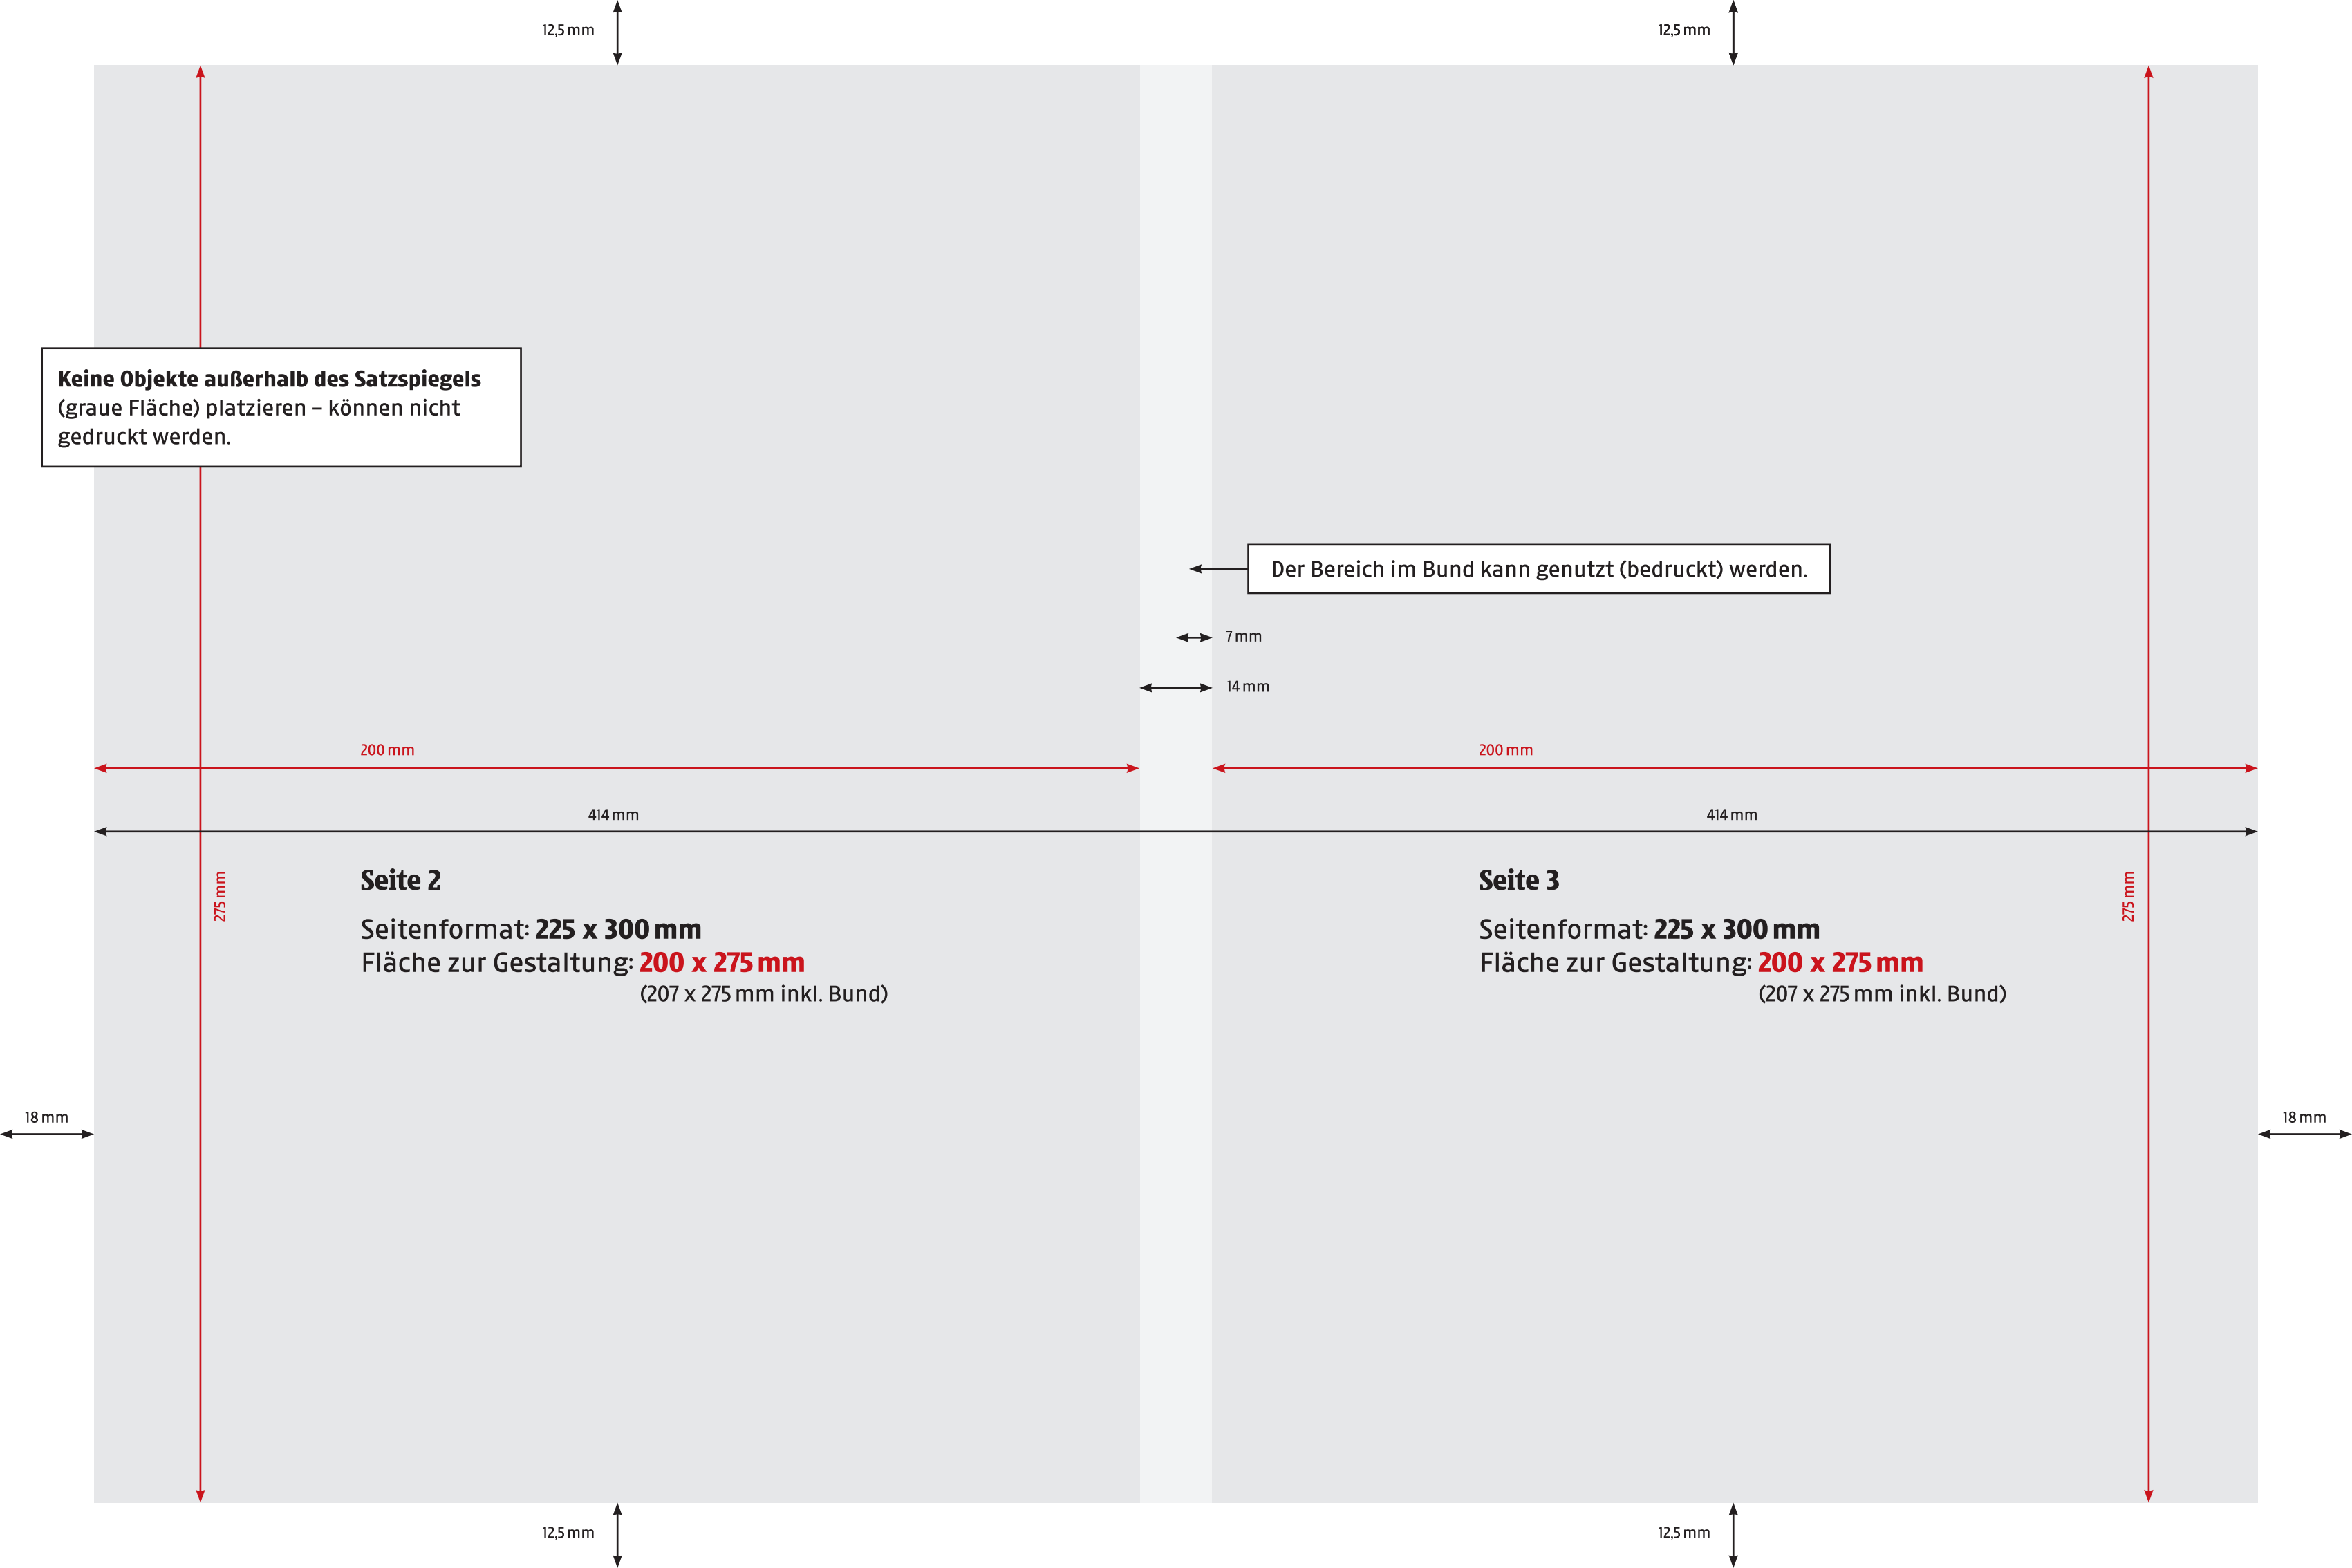 12,5 mm
12,5 mm
Keine Objekte außerhalb des Satzspiegels
(graue Fläche) platzieren – können nicht
gedruckt werden.
Der Bereich im Bund kann genutzt (bedruckt) werden.
7 mm
14 mm
200 mm
200 mm
414 mm
414 mm
275 mm
Seite 2
Seitenformat: 225 x 300 mm
Fläche zur Gestaltung: 200 x 275 mm
(207 x 275 mm inkl. Bund)
Seite 3
Seitenformat: 225 x 300 mm
Fläche zur Gestaltung: 200 x 275 mm
(207 x 275 mm inkl. Bund)
275 mm
18 mm
18 mm
12,5 mm
12,5 mm